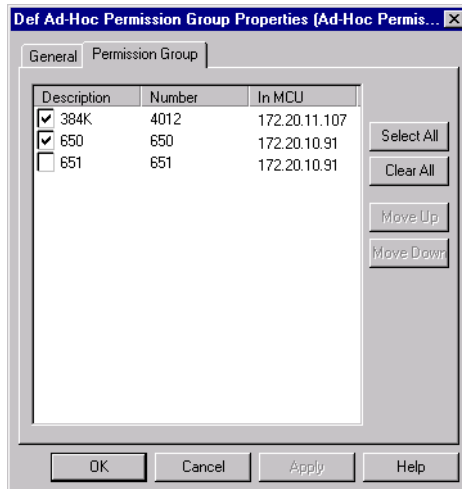 Def Ad-Hoc Permission Group Properties (Ad-Hoc Permis...
General Permission Group
Description Number In MCU
384K 4012 172.20.11.107
650 650 172.20.10.91
651 651 172.20.10.91
Select All
Clear All
Move Up
Move Down
OK Cancel Apply Help